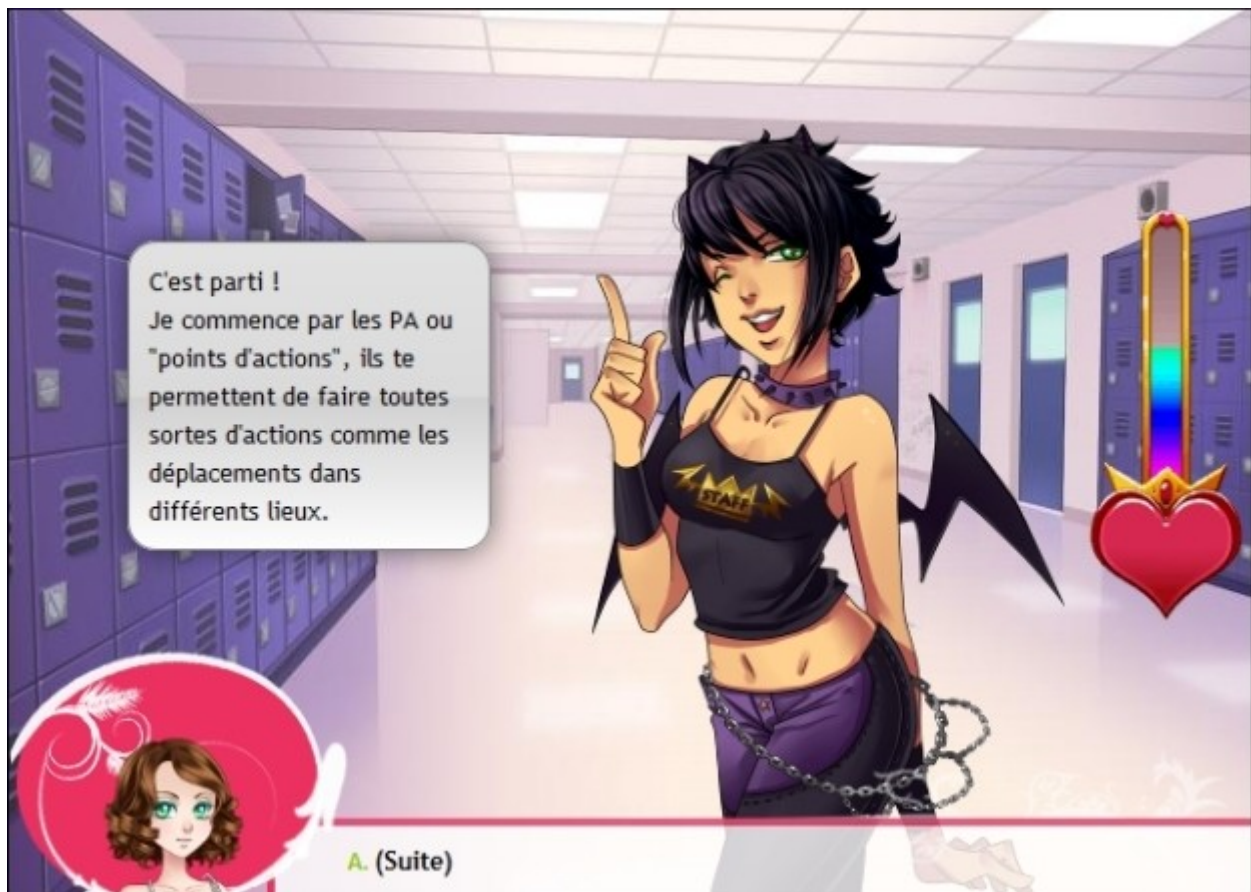 C'est parti !
Je commence par les PA ou
"points d'actions", ils te
permettent de faire toutes
sortes d'actions comme les
déplacements dans
différents lieux.
STAFF
A. (Suite)